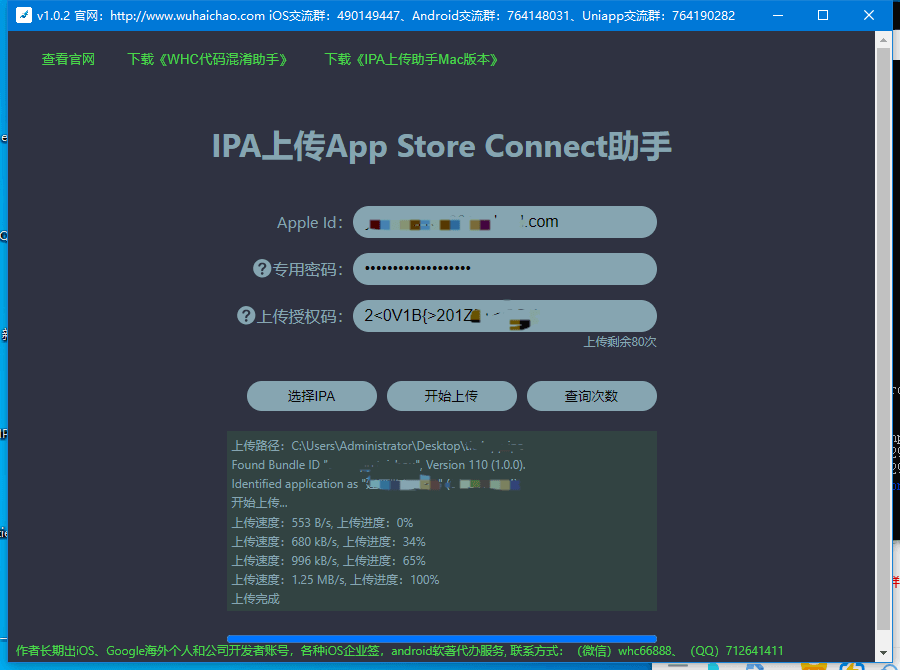 v1.0.2 官网：http://www.wuhaichao.com iOS交流群：490149447、Android交流群：764148031、Uniapp交流群：764190282
查看官网 下载《WHC代码混淆助手》 下载《IPA上传助手Mac版本》
IPA上传App Store Connect助手
Apple Id： .com
?专用密码： •••••••••••••••••••
?上传授权码： 2<0V1B{>201Z
上传剩余80次
选择IPA 开始上传 查询次数
上传路径：C:\Users\Administrator\Desktop\
Found Bundle ID " ", Version 110 (1.0.0).
Identified application as " " (
开始上传...
上传速度：553 B/s, 上传进度：0%
上传速度：680 kB/s, 上传进度：34%
上传速度：996 kB/s, 上传进度：65%
上传速度：1.25 MB/s, 上传进度：100%
上传完成
作者长期出iOS、Google海外个人和公司开发者账号，各种iOS企业签，android软著代办服务, 联系方式：（微信）whc66888、（QQ）712641411